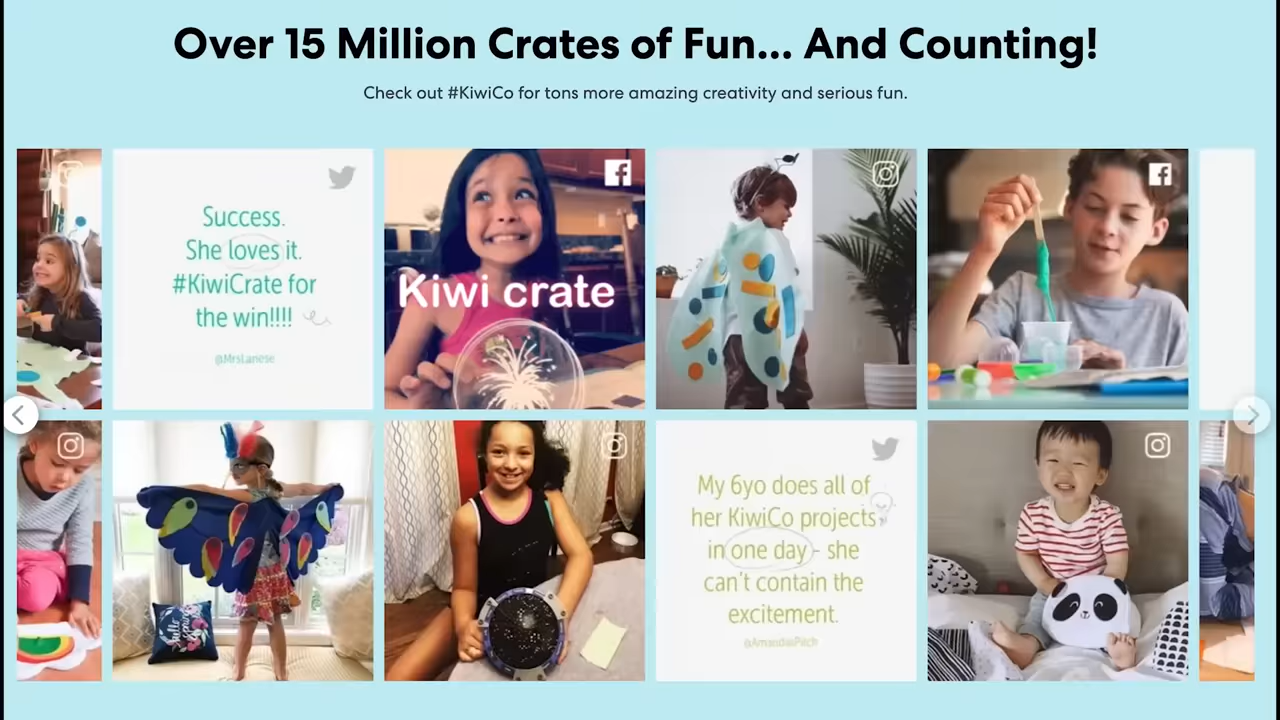 Over 15 Million Crates of Fun... And Counting!
Check out #KiwiCo for tons more amazing creativity and serious fun.
Success.
She loves it.
#KiwiCrate for
the win!!!!
@MrsLanese
Kiwi crate
hello
My 6yo does all of
her KiwiCo projects
in one day - she
can't contain the
excitement.